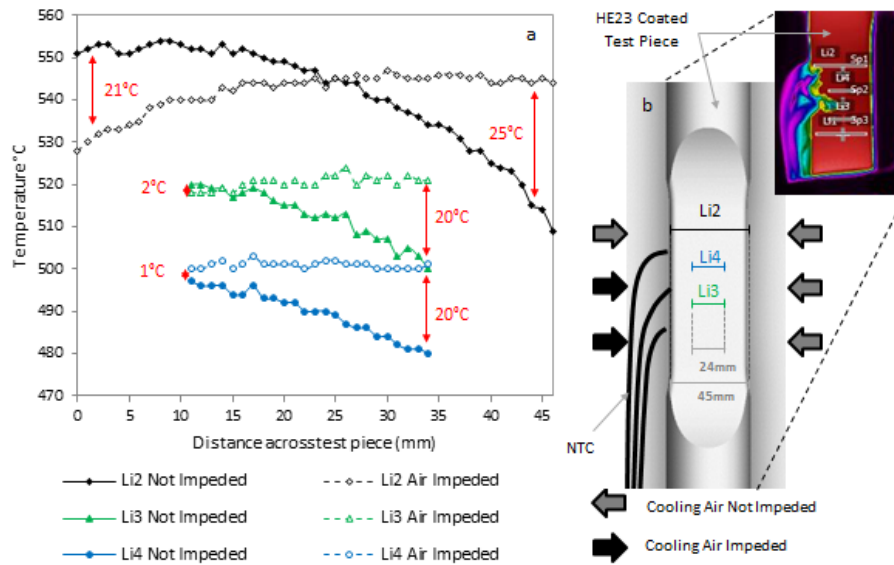 a
560
550
540
530
520
510
500
490
480
470
Temperature°C
21°C
25°C
2°C
20°C
1°C
20°C
0 5 10 15 20 25 30 35 40 45
Distance acrosstest piece (mm)
Li2 Not Impeded
Li2 Air Impeded
Li3 Not Impeded
Li3 Air Impeded
Li4 Not Impeded
Li4 Air Impeded
HE23 Coated
Test Piece
b
Li2
Sp1
Sp2
Li3
Sp3
Li2
Li4
Li3
24mm
45mm
NTC
Cooling Air Not Impeded
Cooling Air Impeded